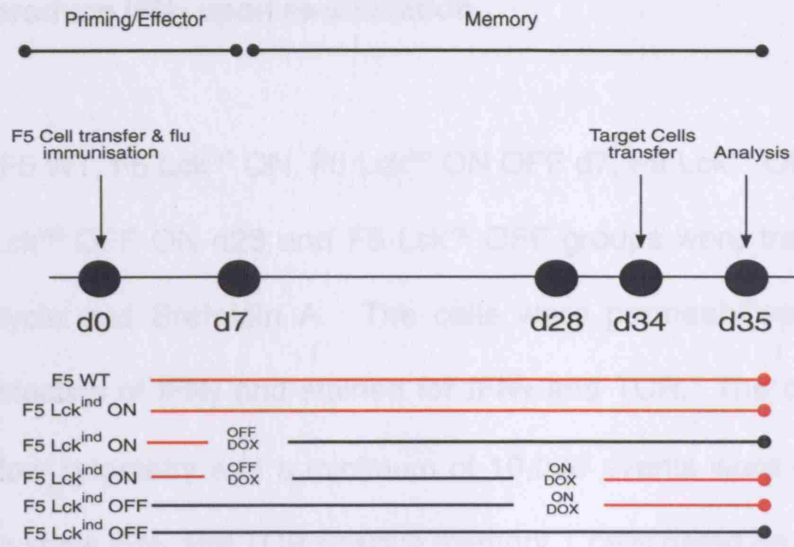 Priming/Effector Memory
F5 Cell transfer & flu immunisation
Target Cells transfer
Analysis
d0 d7 d28 d34 d35
F5 WT
F5 Lck^ind ON
F5 Lck^ind ON OFF DOX
F5 Lck^ind ON OFF DOX ON DOX
F5 Lck^ind OFF ON DOX
F5 Lck^ind OFF